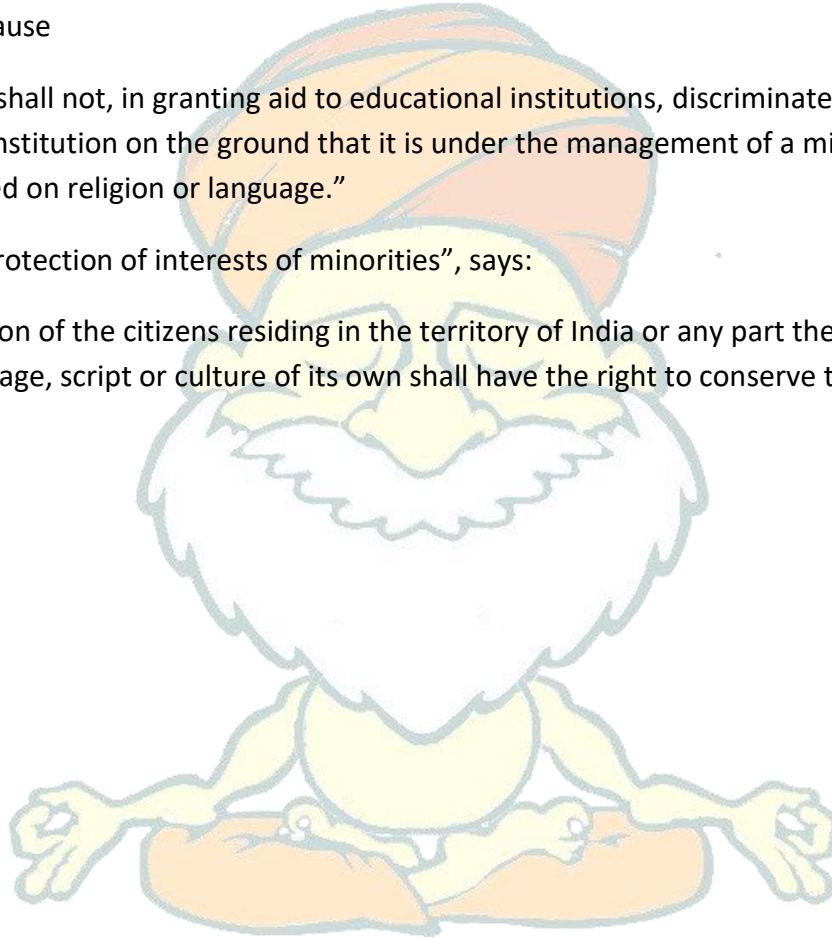 ause
shall not, in granting aid to educational institutions, discriminate
nstitution on the ground that it is under the management of a mi
ed on religion or language.”
rotection of interests of minorities”, says:
ion of the citizens residing in the territory of India or any part the
age, script or culture of its own shall have the right to conserve t